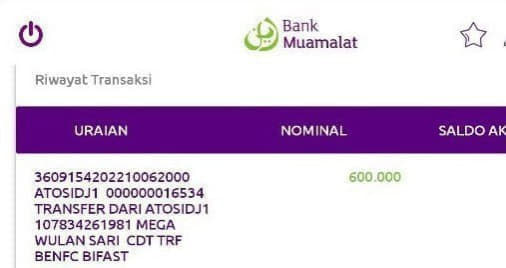 Bank
Muamalat
Riwayat Transaksi
URAIAN NOMINAL SALDO AK
3609154202210062000 600.000
ATOSIDJ1 000000016534
TRANSFER DARI ATOSIDJ1
107834261981 MEGA
WULAN SARI CDT TRF
BENFC BIFAST